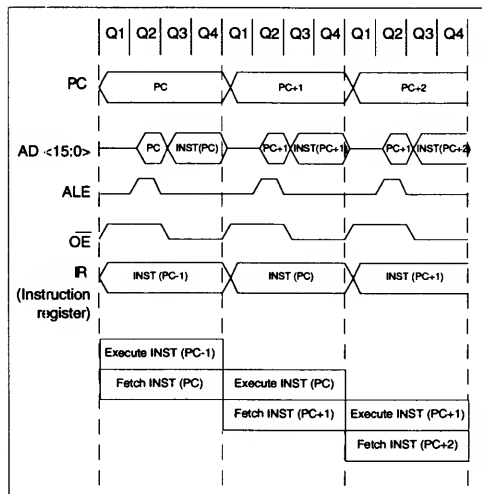 Q1 Q2 Q3 Q4 Q1 Q2 Q3 Q4 Q1 Q2 Q3 Q4
PC PC PC+1 PC+2
AD <15:0> PC INST(PC) PC+1 INST(PC+1) PC+1 INST(PC+2)
ALE
OE
IR INST (PC-1) INST (PC) INST (PC+1)
(Instruction
register)
Execute INST (PC-1)
Fetch INST (PC) Execute INST (PC)
Fetch INST (PC+1) Execute INST (PC+1)
Fetch INST (PC+2)